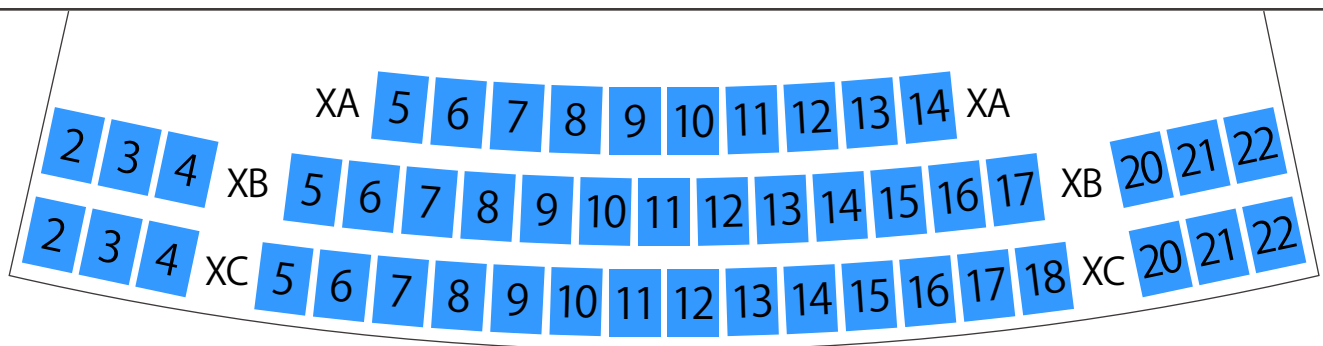 XA 5 6 7 8 9 10 11 12 13 14 XA
2 3 4 XB 5 6 7 8 9 10 11 12 13 14 15 16 17 XB 20 21 22
2 3 4 XC 5 6 7 8 9 10 11 12 13 14 15 16 17 18 XC 20 21 22